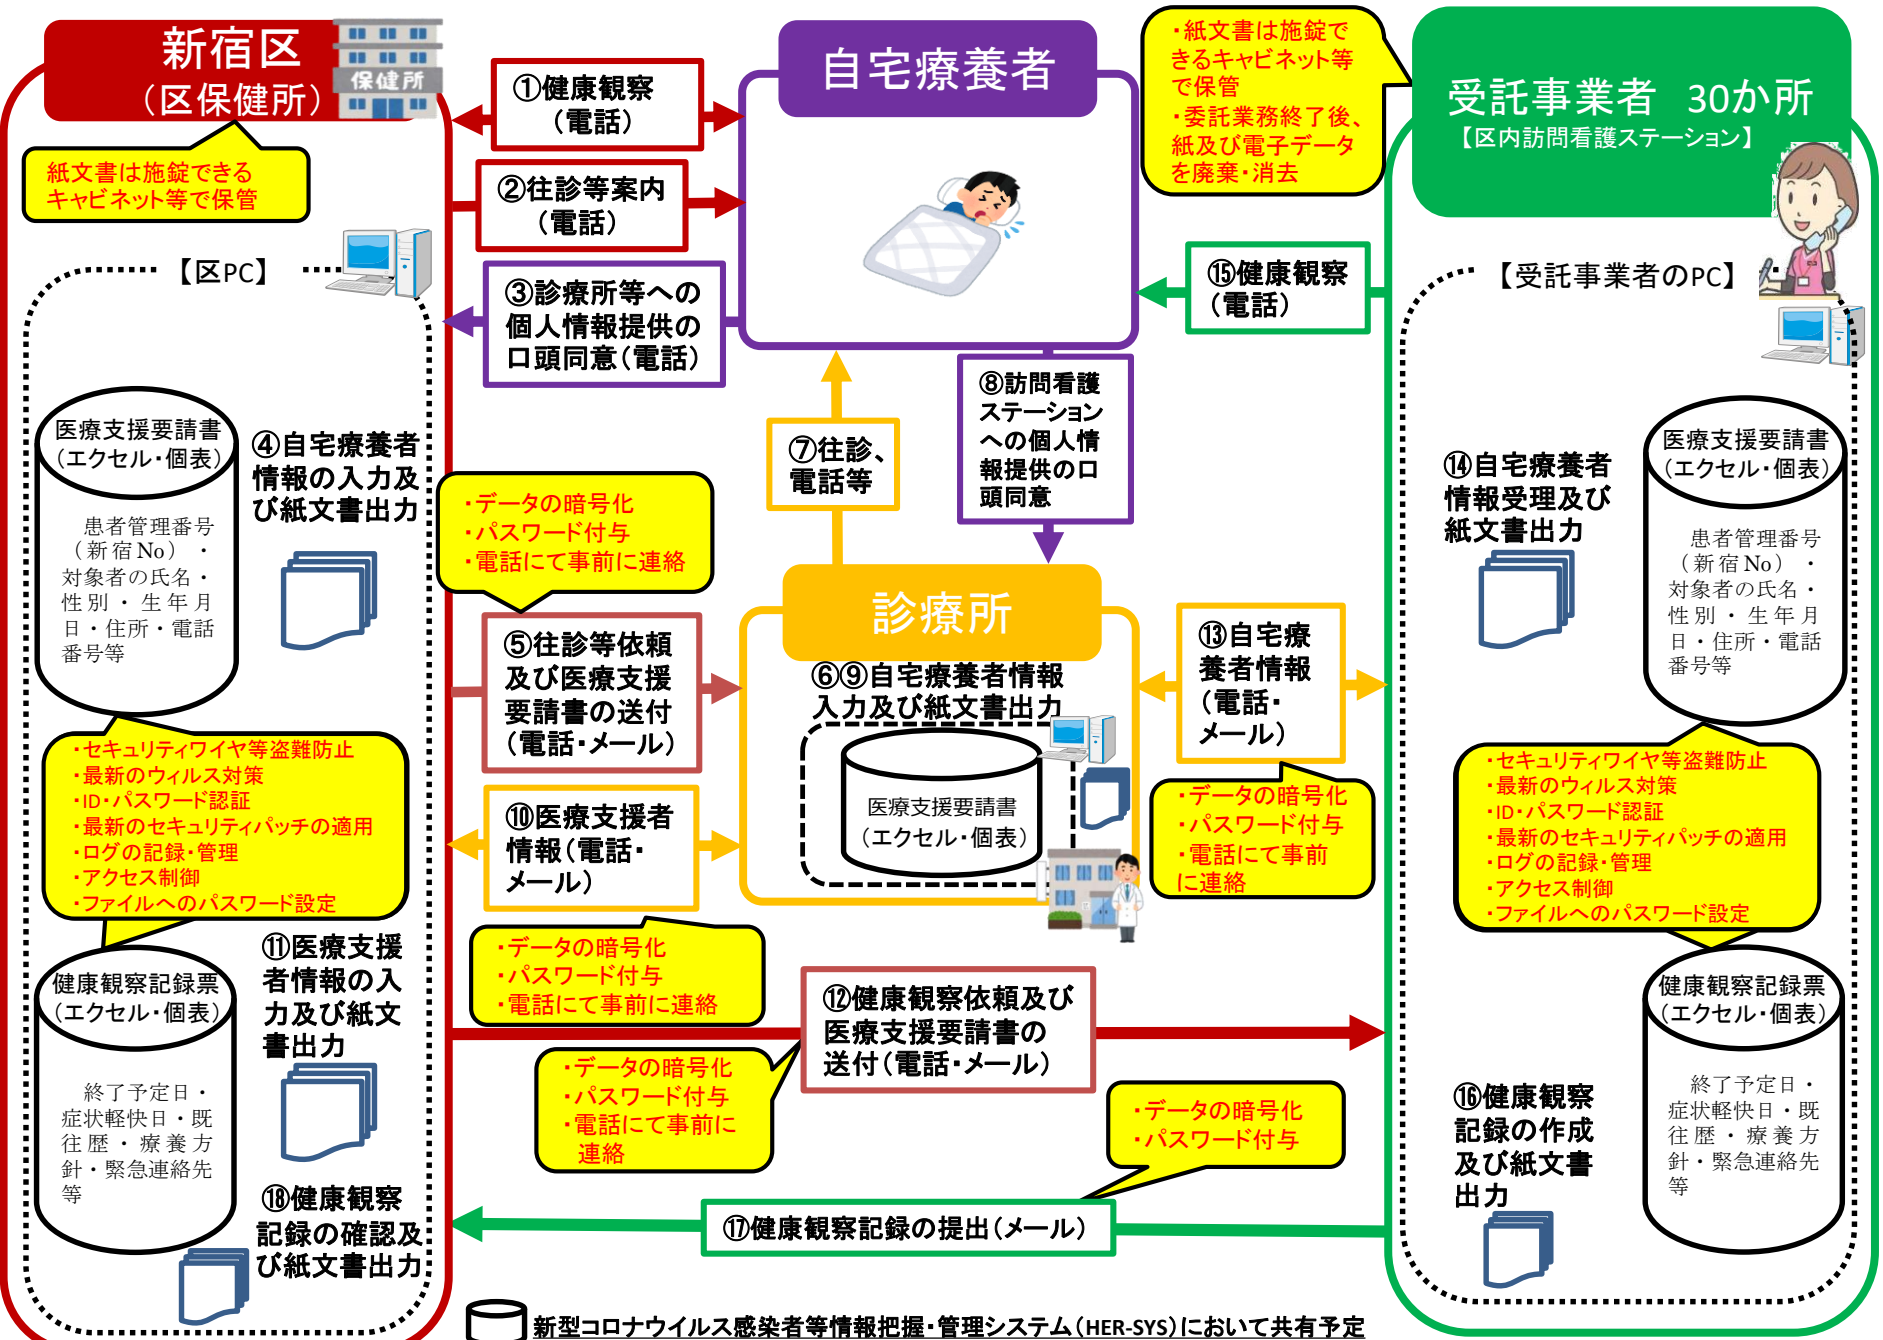 新宿区
（区保健所）
保健所
紙文書は施錠できる
キャビネット等で保管
【区PC】
医療支援要請書
（エクセル・個表）
患者管理番号
（新宿No）・
対象者の氏名・
性別・生年月
日・住所・電話
番号等
④自宅療養者
情報の入力及
び紙文書出力
・セキュリティワイヤ等盗難防止
・最新のウィルス対策
・ID・パスワード認証
・最新のセキュリティパッチの適用
・ログの記録・管理
・アクセス制御
・ファイルへのパスワード設定
健康観察記録票
（エクセル・個表）
終了予定日・
症状軽快日・既
往歴・療養方
針・緊急連絡先
等
⑪医療支援
者情報の入
力及び紙文
書出力
⑱健康観察
記録の確認及
び紙文書出力
①健康観察
（電話）
②往診等案内
（電話）
③診療所等への
個人情報提供の
口頭同意（電話）
・データの暗号化
・パスワード付与
・電話にて事前に連絡
⑤往診等依頼
及び医療支援
要請書の送付
（電話・メール）
⑩医療支援者
情報（電話・
メール）
・データの暗号化
・パスワード付与
・電話にて事前に連絡
自宅療養者
⑦往診、
電話等
⑧訪問看護
ステーション
への個人情
報提供の口
頭同意
診療所
⑥⑨自宅療養者情報
入力及び紙文書出力
医療支援要請書
（エクセル・個表）
⑫健康観察依頼及び
医療支援要請書の
送付（電話・メール）
・データの暗号化
・パスワード付与
・電話にて事前に
連絡
・データの暗号化
・パスワード付与
⑰健康観察記録の提出（メール）
・紙文書は施錠で
きるキャビネット等
で保管
・委託業務終了後、
紙及び電子データ
を廃棄・消去
⑮健康観察
（電話）
⑬自宅療
養者情報
（電話・
メール）
・データの暗号化
・パスワード付与
・電話にて事前
に連絡
受託事業者　30か所
【区内訪問看護ステーション】
【受託事業者のPC】
⑭自宅療養者
情報受理及び
紙文書出力
医療支援要請書
（エクセル・個表）
患者管理番号
（新宿No）・
対象者の氏名・
性別・生年月
日・住所・電話
番号等
・セキュリティワイヤ等盗難防止
・最新のウィルス対策
・ID・パスワード認証
・最新のセキュリティパッチの適用
・ログの記録・管理
・アクセス制御
・ファイルへのパスワード設定
健康観察記録票
（エクセル・個表）
終了予定日・
症状軽快日・既
往歴・療養方
針・緊急連絡先
等
⑯健康観察
記録の作成
及び紙文書
出力
新型コロナウイルス感染者等情報把握・管理システム（HER-SYS）において共有予定